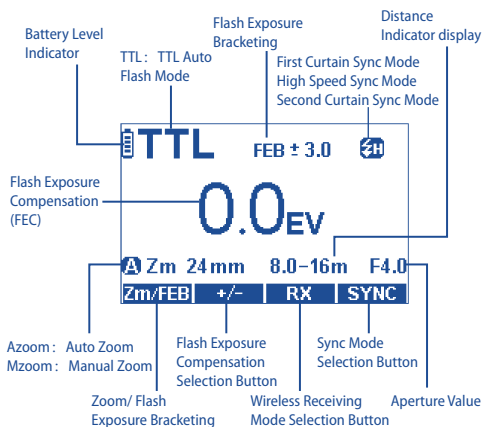 Battery Level
Indicator
TTL : TTL Auto
Flash Mode
Flash Exposure
Bracketing
Distance
Indicator display
First Curtain Sync Mode
High Speed Sync Mode
Second Curtain Sync Mode
TTL
FEB ± 3.0
H
Flash Exposure
Compensation
(FEC)
0.0EV
A Zm 24mm 8.0-16m F4.0
Zm/FEB +/- RX SYNC
Azoom : Auto Zoom
Mzoom : Manual Zoom
Flash Exposure
Compensation
Selection Button
Sync Mode
Selection Button
Zoom/ Flash
Exposure Bracketing
Wireless Receiving
Mode Selection Button
Aperture Value